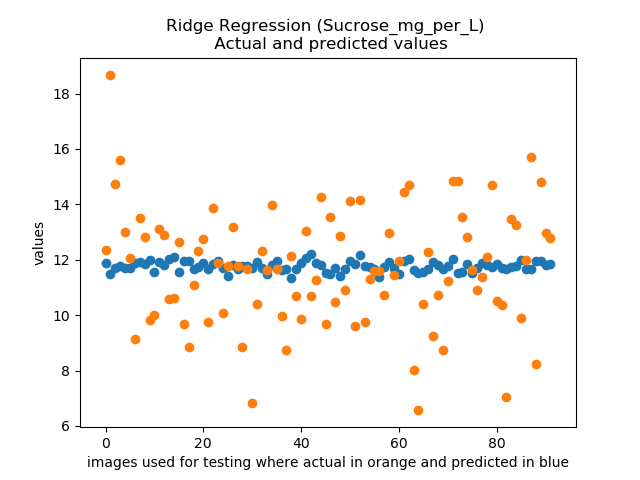 Ridge Regression (Sucrose_mg_per_L)
Actual and predicted values
18
16
14
12
10
8
6
values
0 20 40 60 80
images used for testing where actual in orange and predicted in blue